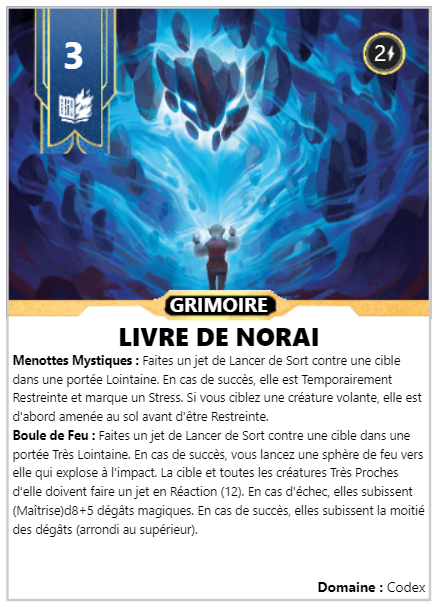 3
2
GRIMOIRE
LIVRE DE NORAI
Menottes Mystiques : Faites un jet de Lancer de Sort contre une cible
dans une portée Lointaine. En cas de succès, elle est Temporairement
Restreinte et marque un Stress. Si vous ciblez une créature volante, elle est
d'abord amenée au sol avant d'être Restreinte.
Boule de Feu : Faites un jet de Lancer de Sort contre une cible dans une
portée Très Lointaine. En cas de succès, vous lancez une sphère de feu vers
elle qui explose à l'impact. La cible et toutes les créatures Très Proches
d'elle doivent faire un jet en Réaction (12). En cas d'échec, elles subissent
(Maîtrise)d8+5 dégâts magiques. En cas de succès, elles subissent la moitié
des dégâts (arrondi au supérieur).
Domaine : Codex